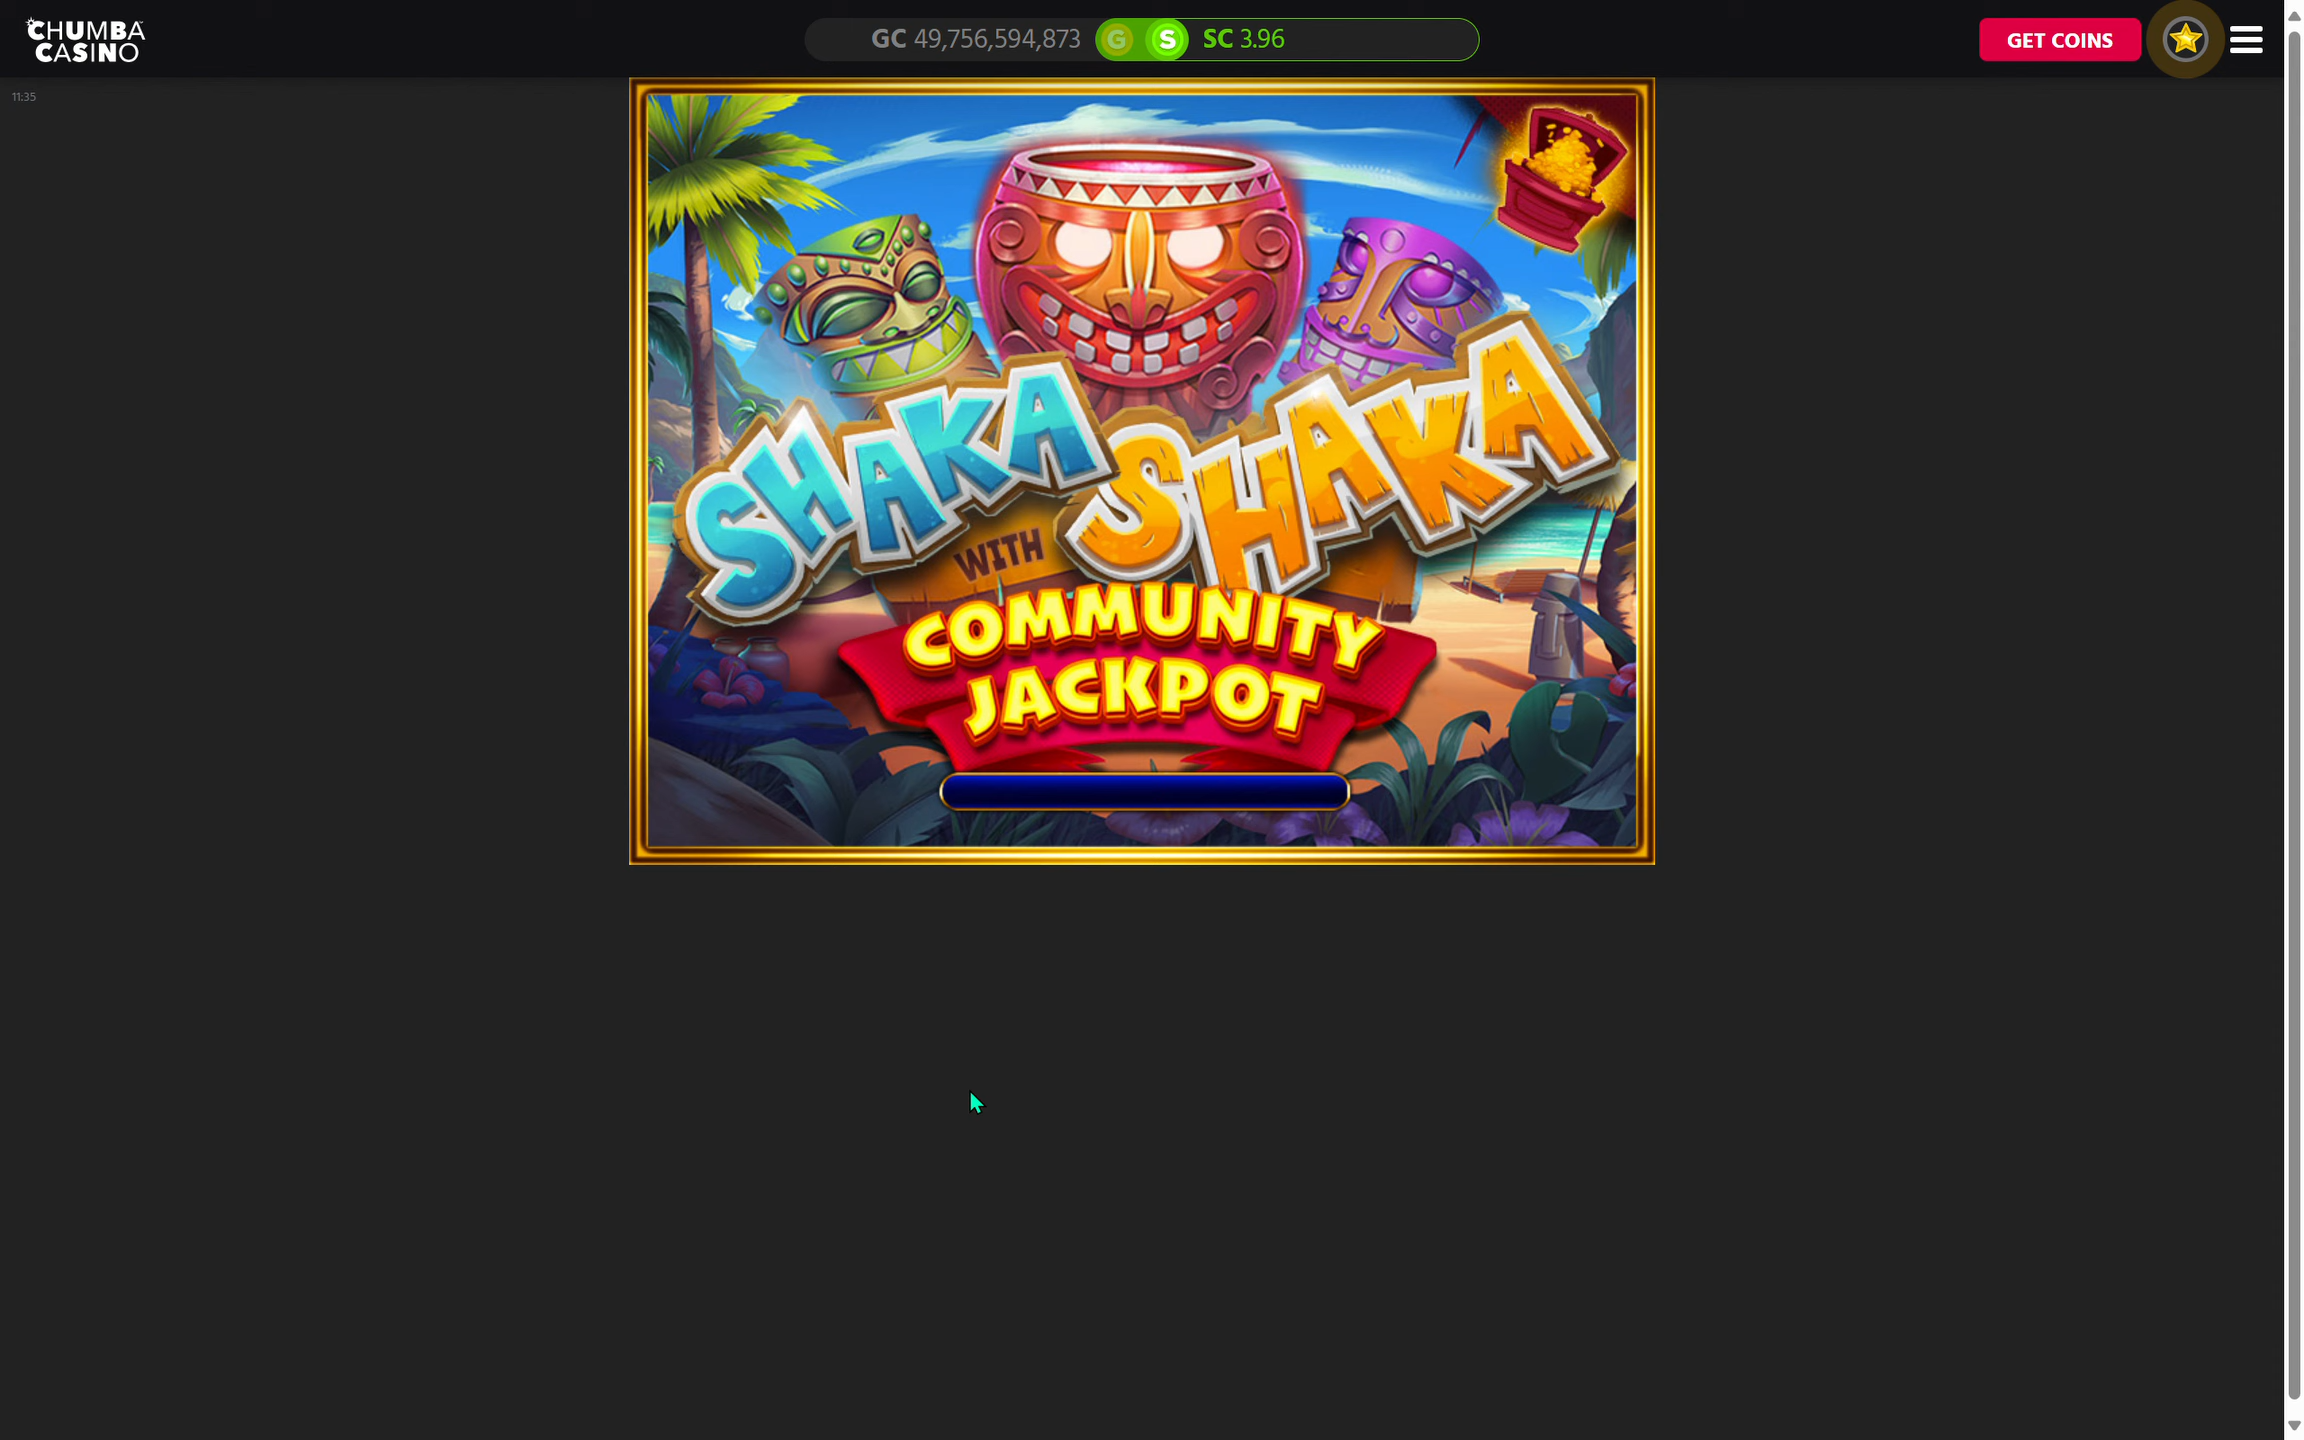 CHUMBA
CASINO
GC 49,756,594,873 G S SC 3.96
GET COINS
11:35
SHAKA
WITH SHAKA
COMMUNITY
JACKPOT